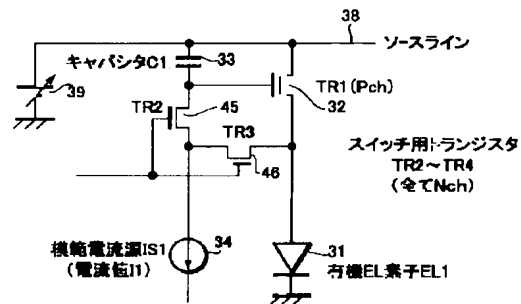 38
ソースライン
キャパシタC1
33
39
TR1(Pch)
32
TR2
45
TR3
46
スイッチ用トランジスタ
TR2～TR4
(全てNch)
模範電流源IS1
(電流値I1)
34
31
有機EL素子EL1